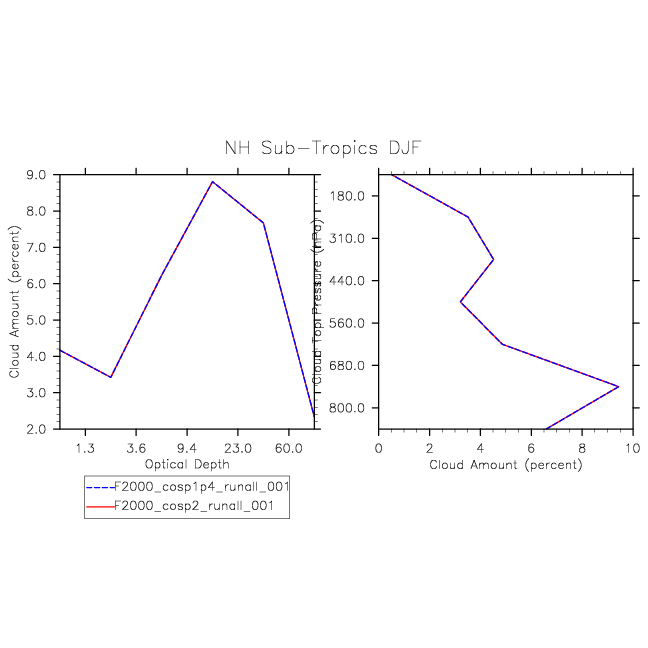 NH Sub-Tropics DJF
Cloud Amount (percent)
9.0
8.0
7.0
6.0
5.0
4.0
3.0
2.0
1.3 3.6 9.4 23.0 60.0
Optical Depth
Cloud Top Pressure (hPa)
180.0
310.0
440.0
560.0
680.0
800.0
0 2 4 6 8 10
Cloud Amount (percent)
F2000_cosp1p4_runall_001
F2000_cosp2_runall_001